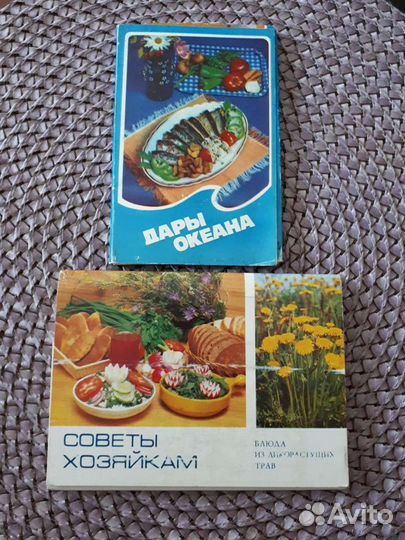 ДАРЫ
ОКЕАНА
СОВЕТЫ
ХОЗЯЙКАМ
БЛЮДА
ИЗ ДИКОРАСТУЩИХ
ТРАВ
Avito